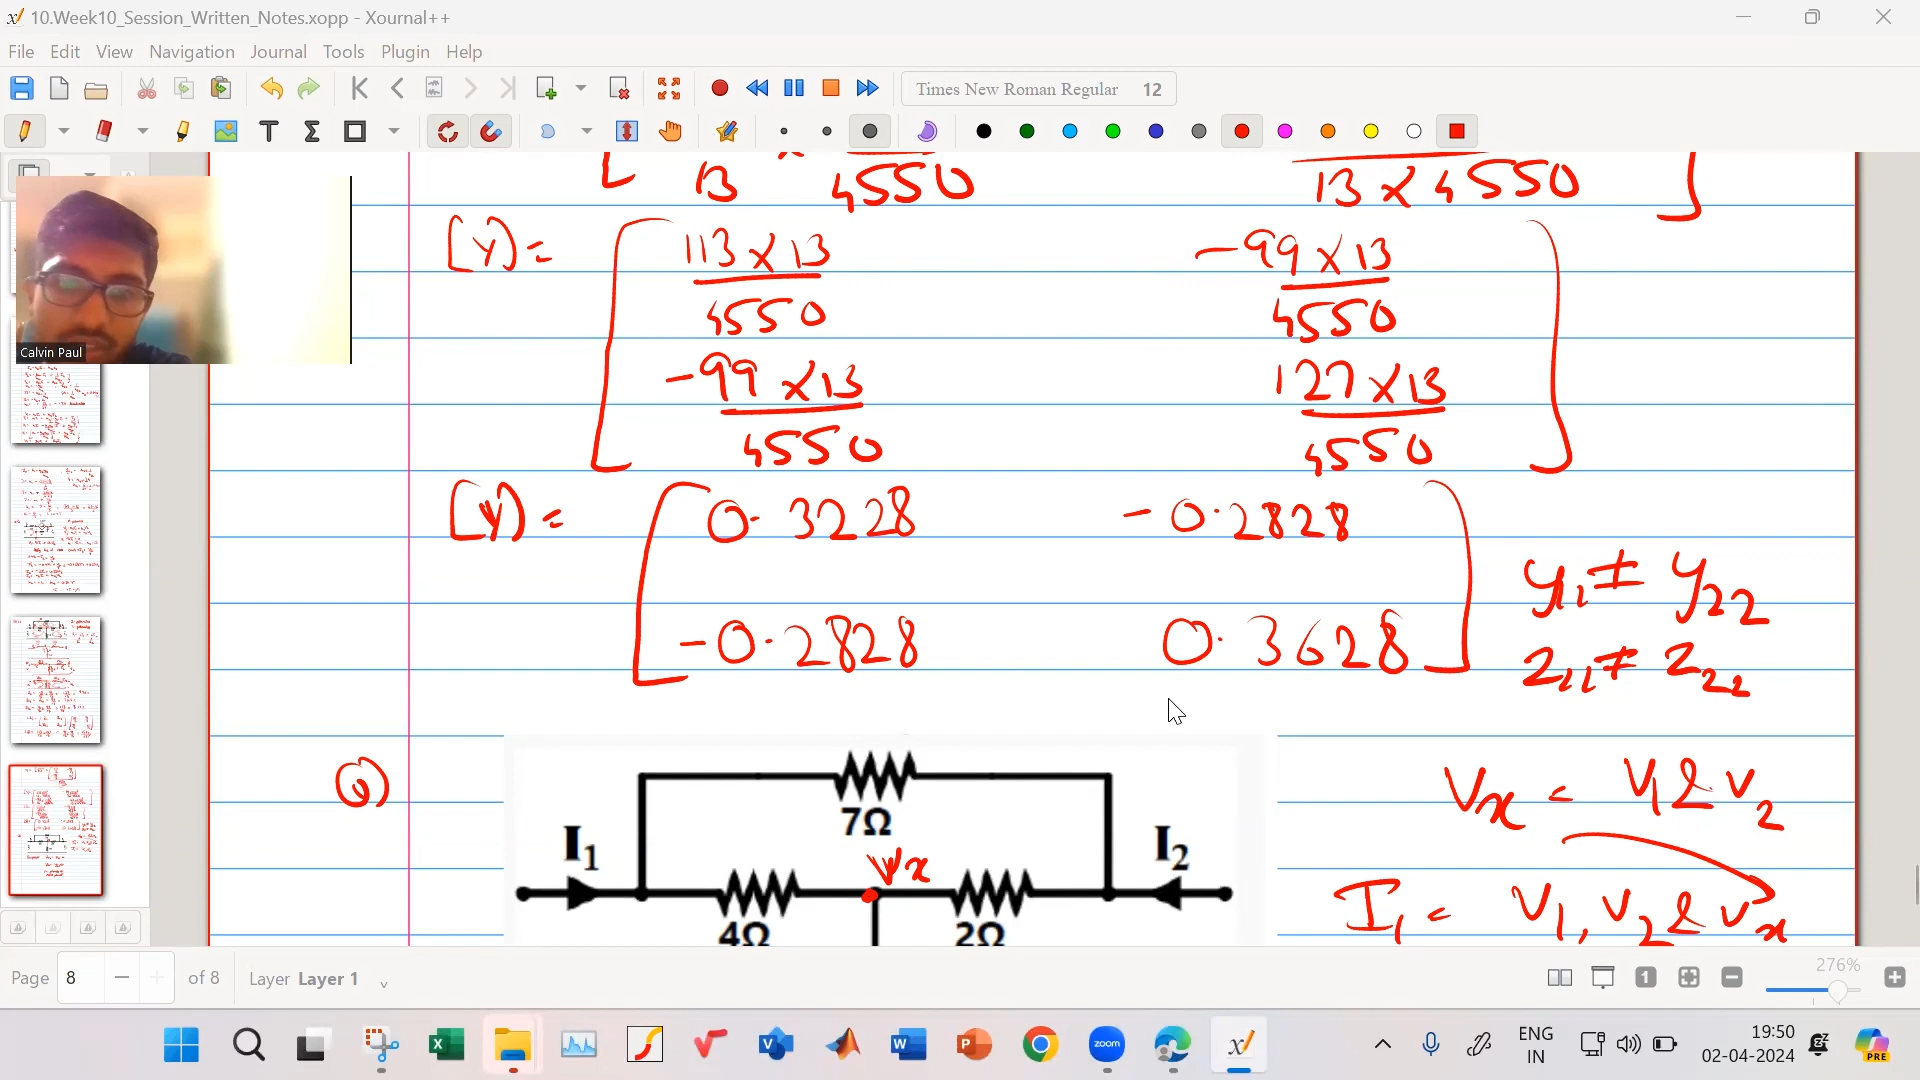 10.Week10_Session_Written_Notes.xopp - Xournal++
File Edit View Navigation Journal Tools Plugin Help
Times New Roman Regular 12
13 × 4550 13 × 4550
[Y] = 113 × 13 -99 × 13
4550 4550
-99 × 13 127 × 13
4550 4550
[Y] = 0.3228 -0.2828
-0.2828 0.3628
y11 ≠ y22
z11 ≠ z22
Calvin Paul
Q)
7Ω
I1 Vx I2
4Ω 2Ω
Vx = V1 & V2
I1 = V1, V2 & Vx
Page 8 of 8 Layer Layer 1 276%
ENG
IN
19:50
02-04-2024
zoom
PRE